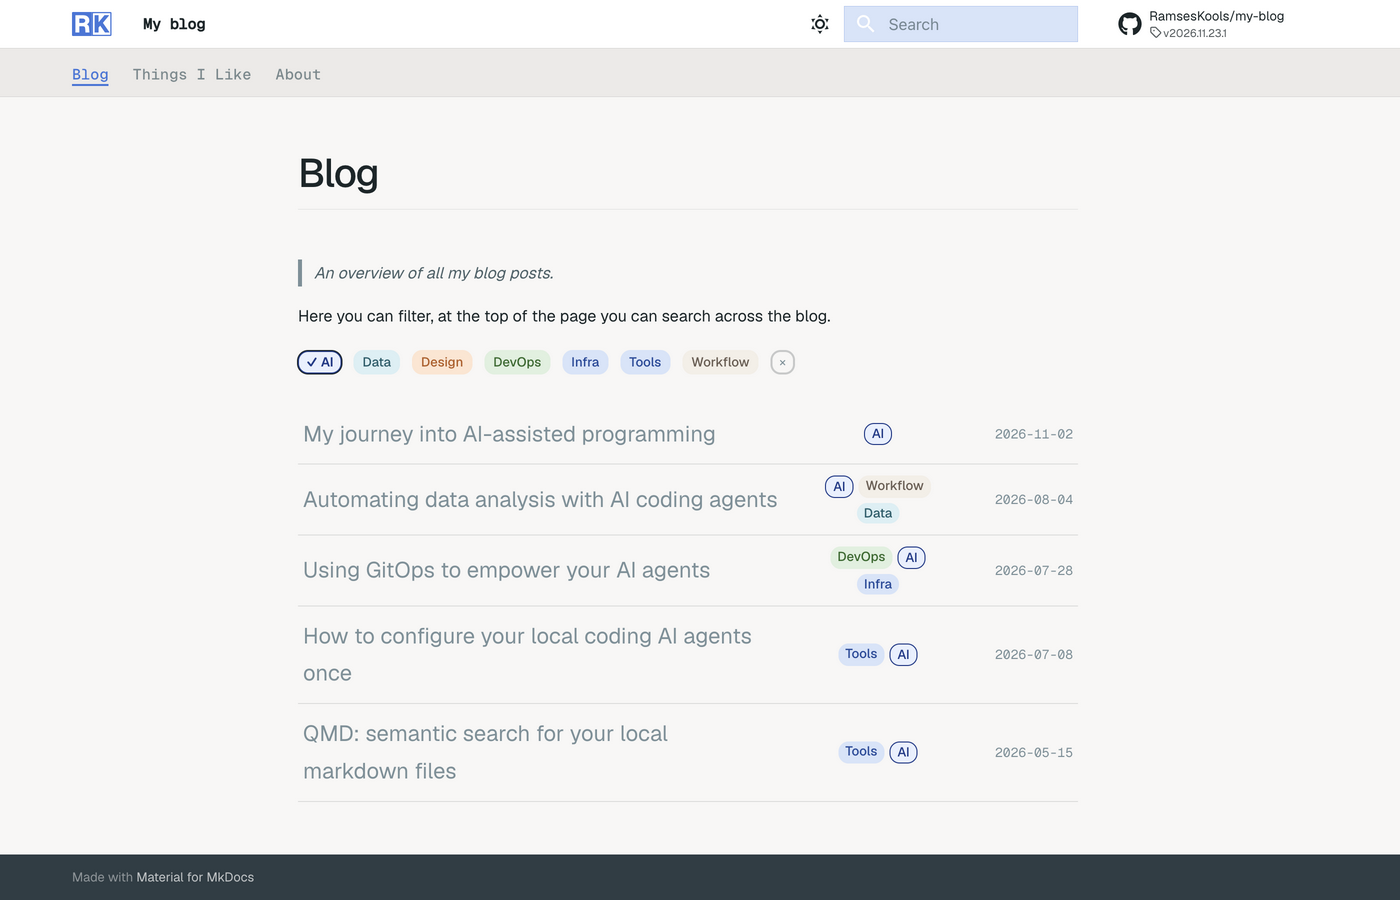 RK
My blog
Search
RamsesKools/my-blog
v2026.11.23.1
Blog
Things I Like
About
Blog
An overview of all my blog posts.
Here you can filter, at the top of the page you can search across the blog.
✓ AI
Data
Design
DevOps
Infra
Tools
Workflow
×
My journey into AI-assisted programming
AI
2026-11-02
Automating data analysis with AI coding agents
AI Workflow
Data
2026-08-04
Using GitOps to empower your AI agents
DevOps AI
Infra
2026-07-28
How to configure your local coding AI agents
once
Tools AI
2026-07-08
QMD: semantic search for your local
markdown files
Tools AI
2026-05-15
Made with Material for MkDocs